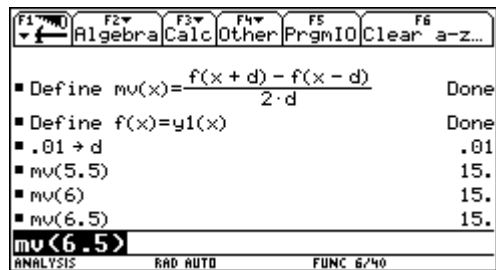 F1 F2 F3 F4 F5 F6
Algebra Calc Other PrgmIO Clear a-z…
▪Define mv(x)=(f(x+d)-f(x-d))/(2·d) Done
▪Define f(x)=y1(x) Done
▪.01→d .01
▪mv(5.5) 15.
▪mv(6) 15.
▪mv(6.5) 15.
mv(6.5)
ANALYSIS RAD AUTO FUNC 6/40